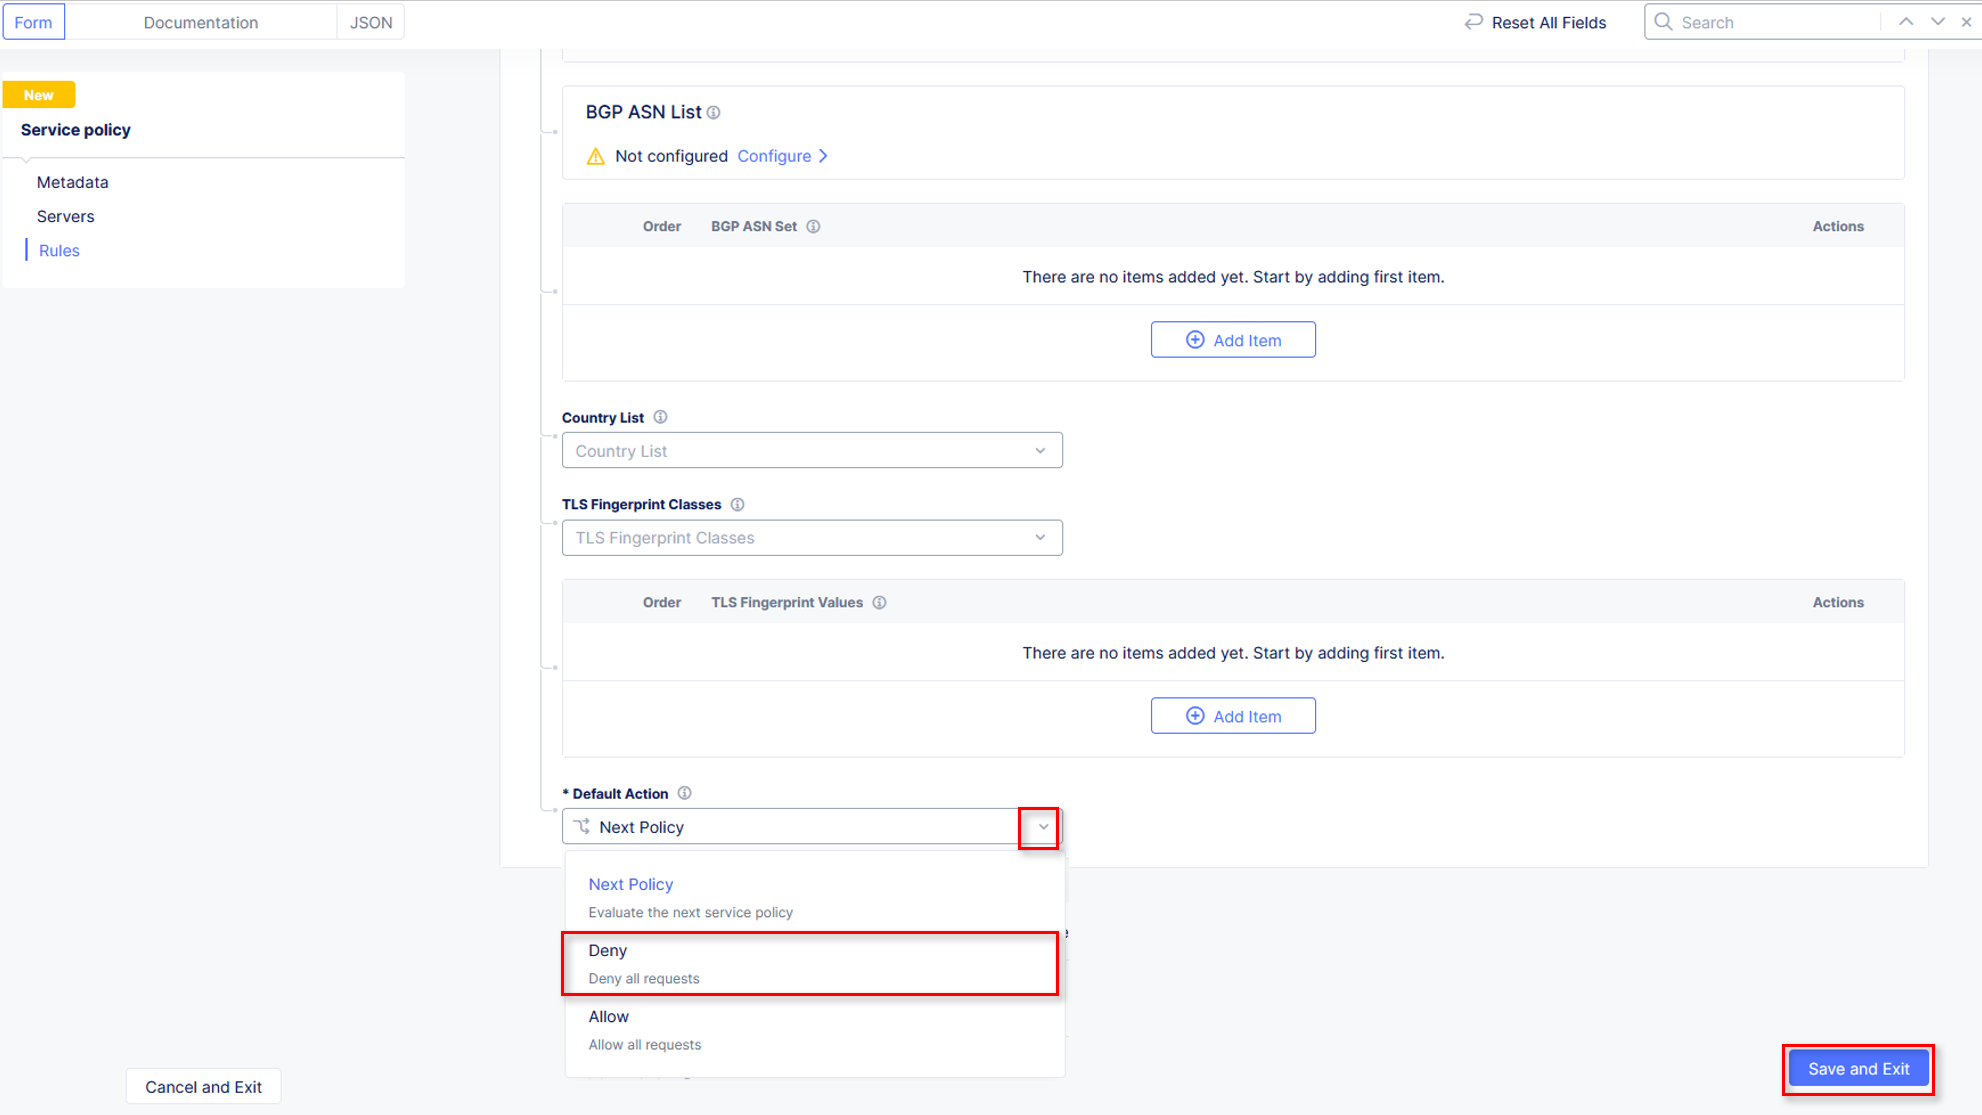 Form
Documentation
JSON
Reset All Fields
Search
New
Service policy
Metadata
Servers
Rules
BGP ASN List
Not configured Configure
Order BGP ASN Set Actions
There are no items added yet. Start by adding first item.
Add Item
Country List
Country List
TLS Fingerprint Classes
TLS Fingerprint Classes
Order TLS Fingerprint Values Actions
There are no items added yet. Start by adding first item.
Add Item
* Default Action
Next Policy
Next Policy
Evaluate the next service policy
Deny
Deny all requests
Allow
Allow all requests
Cancel and Exit
Save and Exit